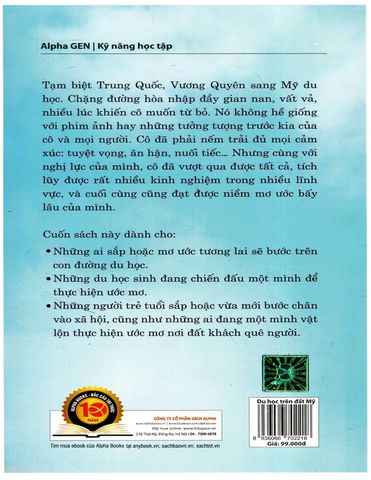 Alpha GEN | Kỹ năng học tập
Tạm biệt Trung Quốc, Vương Quyên sang Mỹ du
học. Chặng đường hòa nhập đầy gian nan, vất vả,
nhiều lúc khiến cô muốn từ bỏ. Nó không hề giống
với phim ảnh hay những tưởng tượng trước kia của
cô và mọi người. Cô đã phải nếm trải đủ mọi cảm
xúc: tuyệt vọng, ân hận, nuối tiếc... Nhưng cùng với
nghị lực của mình, cô đã vượt qua được tất cả, tích
lũy được rất nhiều kinh nghiệm trong nhiều lĩnh
vực, và cuối cùng cũng đạt được niềm mơ ước bấy
lâu của mình.
Cuốn sách này dành cho:
• Những ai sắp hoặc mơ ước tương lai sẽ bước trên
con đường du học.
• Những du học sinh đang chiến đấu một mình để
thực hiện ước mơ.
• Những người trẻ tuổi sắp hoặc vừa mới bước chân
vào xã hội, cũng như những ai đang một mình vật
lộn thực hiện ước mơ nơi đất khách quê người.
10
NĂM
CÔNG TY CỔ PHẦN SÁCH ALPHA
Tìm mua ebook của Alpha Books tại anybook.vn; sachbaovn.vn; sachtot.vn
Du học trên đất Mỹ
8 936066 702218
Giá: 99,000đ